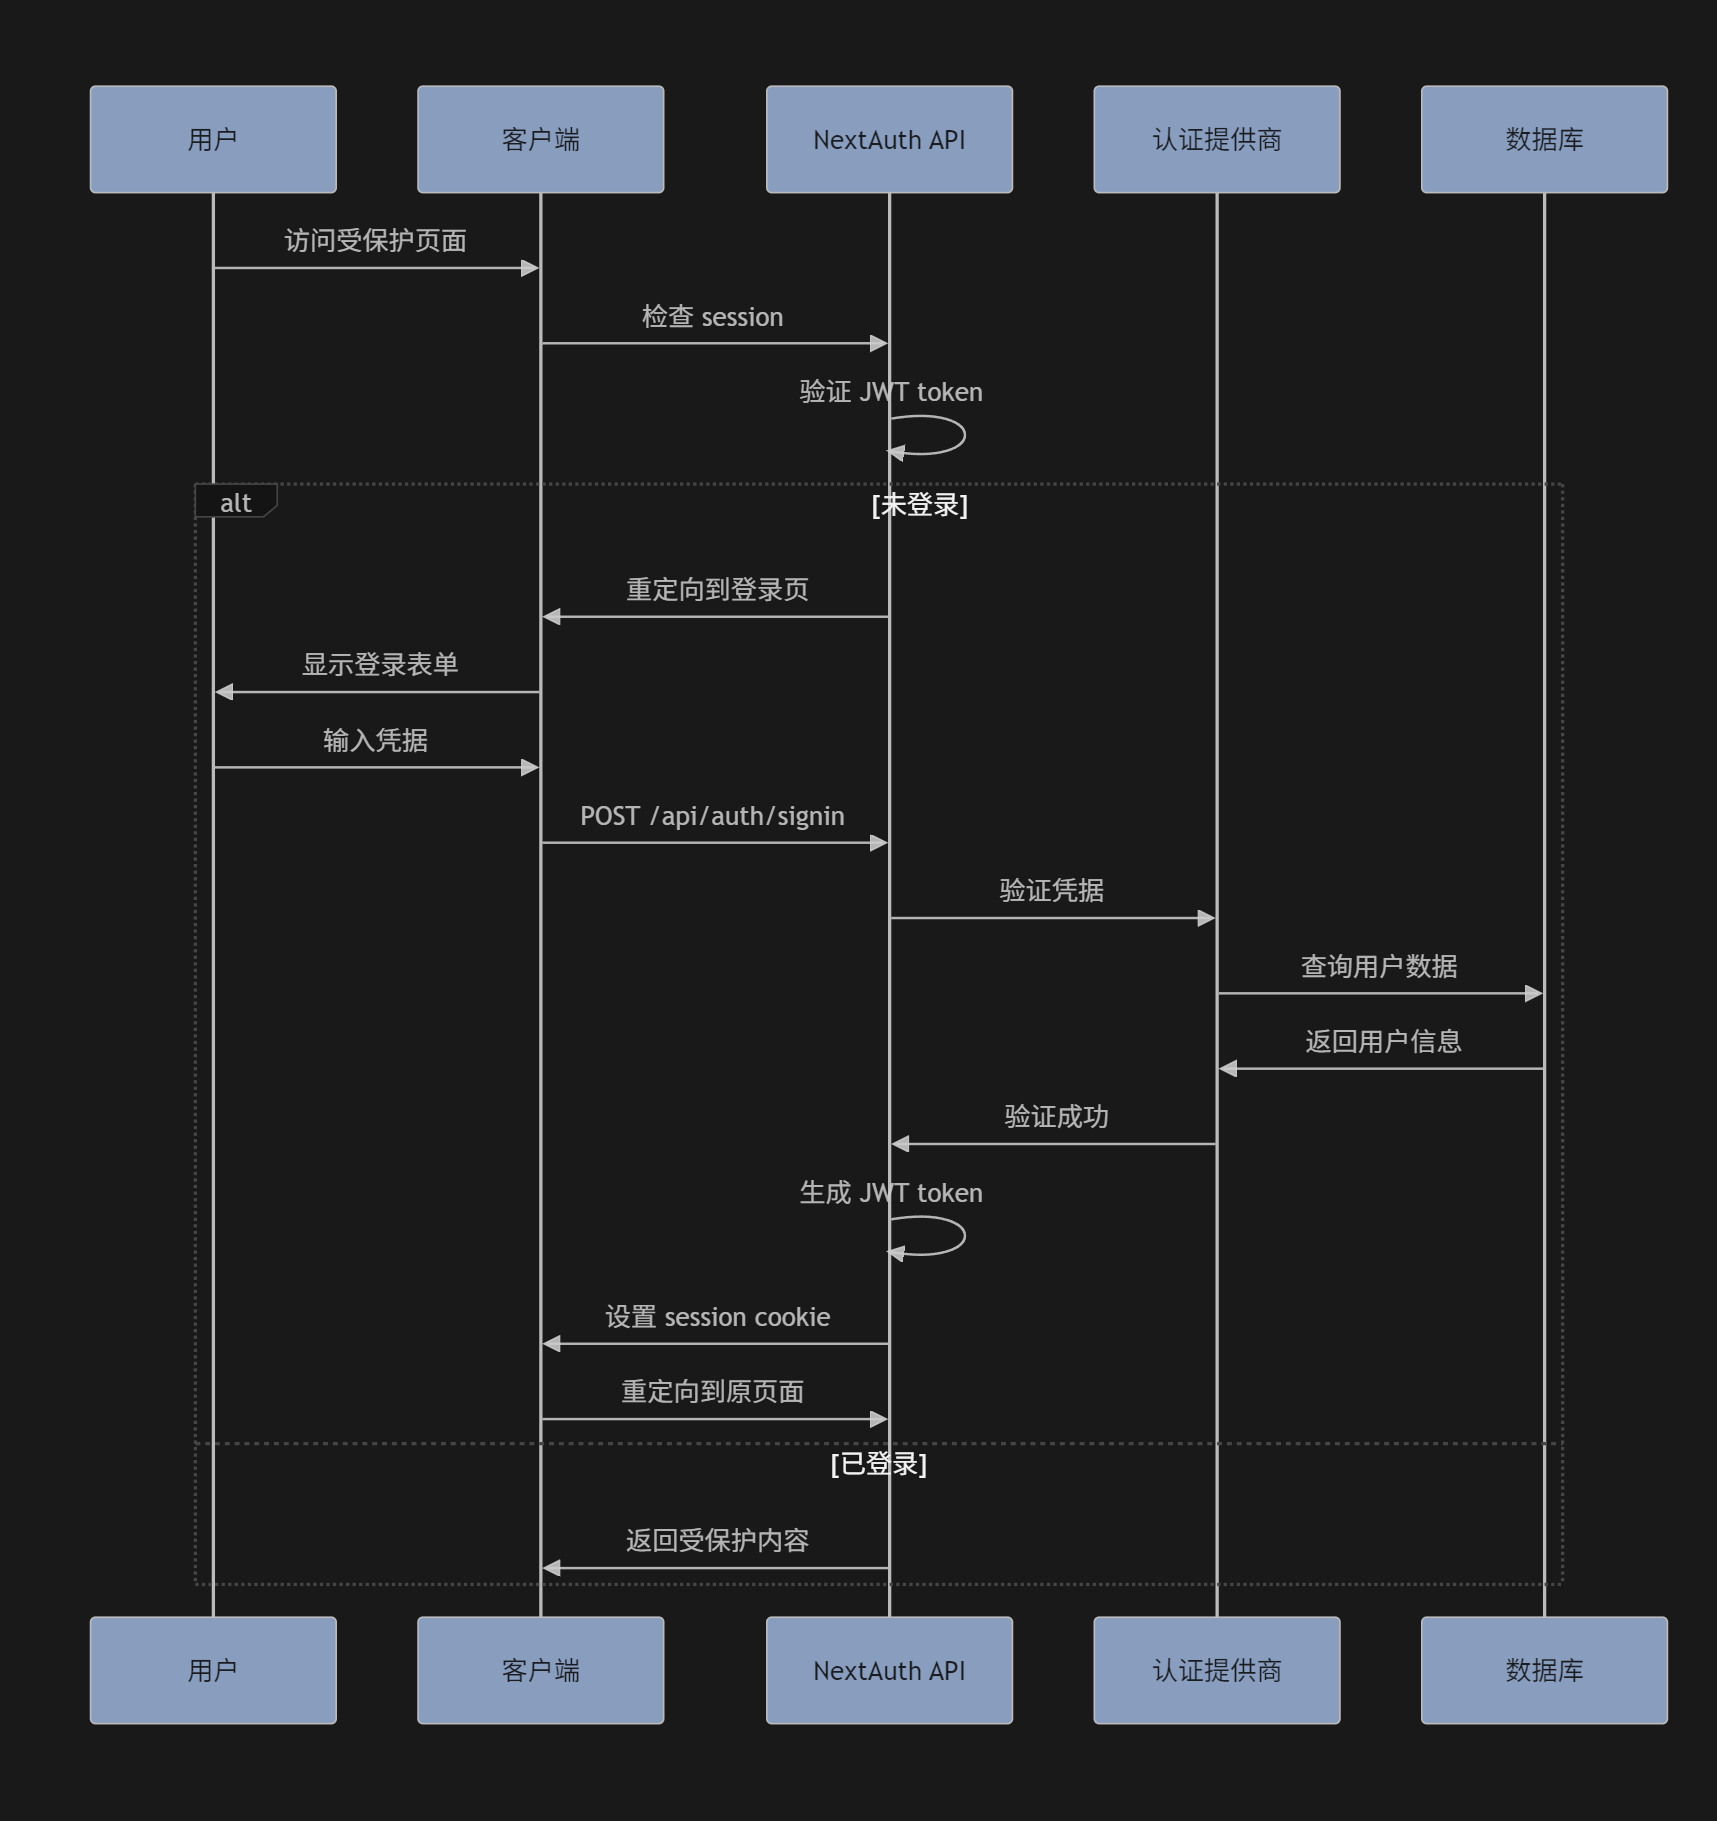 用户
客户端
NextAuth API
认证提供商
数据库
访问受保护页面
检查 session
验证 JWT token
alt
[未登录]
重定向到登录页
显示登录表单
输入凭据
POST /api/auth/signin
验证凭据
查询用户数据
返回用户信息
验证成功
生成 JWT token
设置 session cookie
重定向到原页面
[已登录]
返回受保护内容
用户
客户端
NextAuth API
认证提供商
数据库